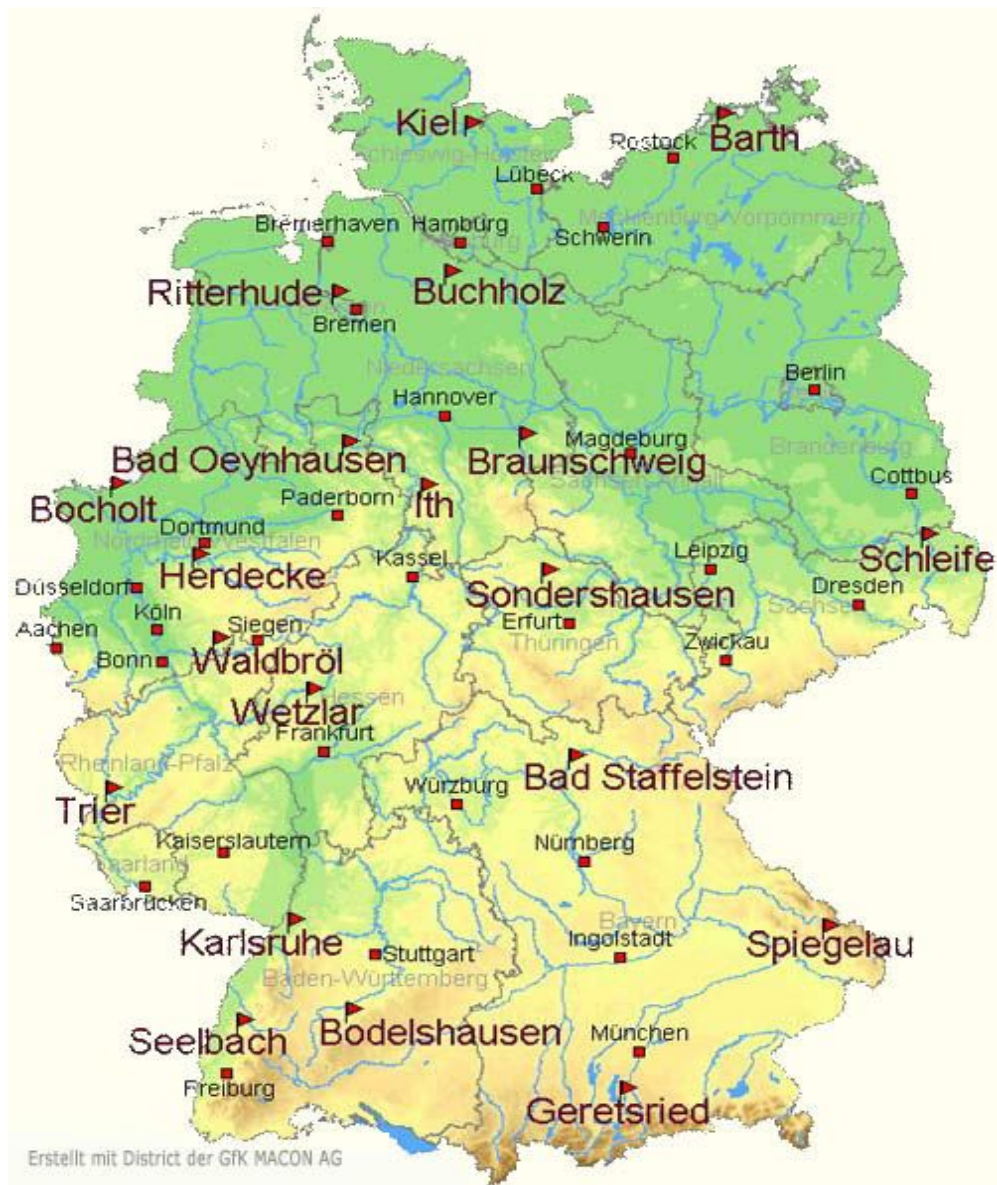 Kiel
Barth
Rostock
Schleswig-Holstein
Lübeck
Mecklenburg-Vorpommern
Bremerhaven
Hamburg
Schwerin
Hamburg
Ritterhude
Buchholz
Bremen
Bremen
Niedersachsen
Berlin
Hannover
Bad Oeynhausen
Braunschweig
Magdeburg
Brandenburg
Sachsen-Anhalt
Cottbus
Bocholt
Paderborn
Ith
Dortmund
Nordrhein-Westfalen
Herdecke
Kassel
Leipzig
Schleife
Düsseldorf
Sondershausen
Dresden
Sachsen
Köln
Aachen
Siegen
Erfurt
Thüringen
Bonn
Waldbröl
Zwickau
Hessen
Wetzlar
Frankfurt
Rheinland-Pfalz
Bad Staffelstein
Würzburg
Trier
Kaiserslautern
Nürnberg
Saarland
Saarbrücken
Karlsruhe
Bayern
Ingolstadt
Spiegelau
Stuttgart
Baden-Württemberg
Seelbach
Bodelshausen
München
Freiburg
Geretsried
Erstellt mit District der GfK MACON AG